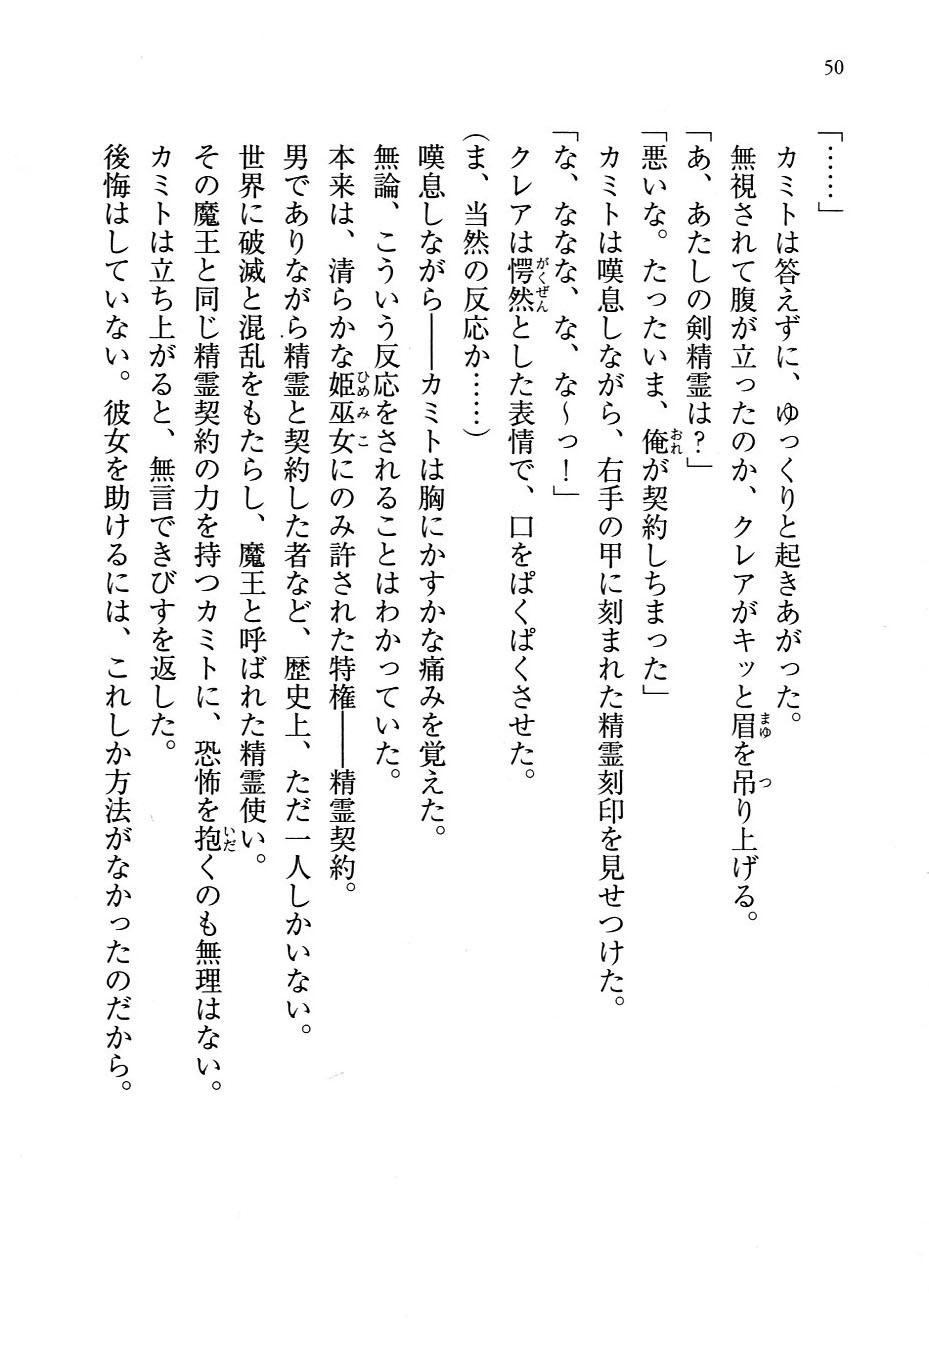 50
「……」
カミトは答えずに、ゆっくりと起きあがった。
無視されて腹が立ったのか、クレアがキッと眉を吊り上げる。
「あ、あたしの剣精霊は？」
「悪いな。たったいま、俺が契約しちまった」
カミトは嘆息しながら、右手の甲に刻まれた精霊刻印を見せつけた。
「な、ななな、な、な～っ！」
クレアは愕然とした表情で、口をぱくぱくさせた。
（ま、当然の反応か……）
嘆息しながら――カミトは胸にかすかな痛みを覚えた。
無論、こういう反応をされることはわかっていた。
本来は、清らかな姫巫女にのみ許された特権――精霊契約。
男でありながら精霊と契約した者など、歴史上、ただ一人しかいない。
世界に破滅と混乱をもたらし、魔王と呼ばれた精霊使い。
その魔王と同じ精霊契約の力を持つカミトに、恐怖を抱くのも無理はない。
カミトは立ち上がると、無言できびすを返した。
後悔はしていない。彼女を助けるには、これしか方法がなかったのだから。